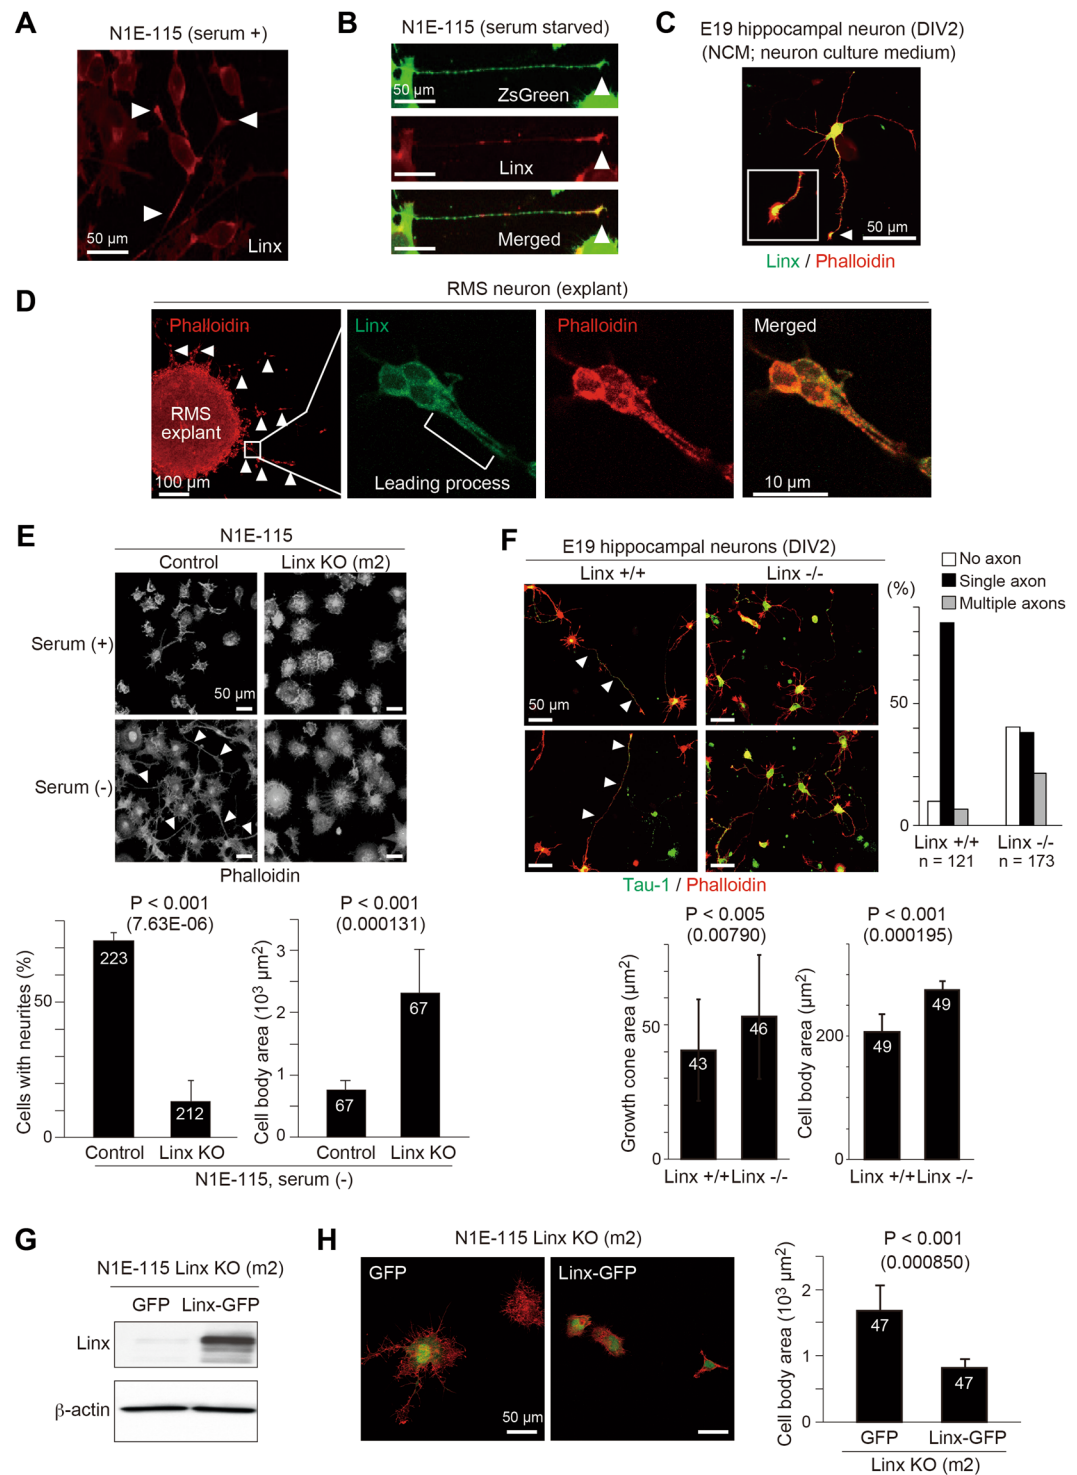 A
N1E-115 (serum +)
50 µm
Linx
B
N1E-115 (serum starved)
50 µm
ZsGreen
Linx
Merged
C
E19 hippocampal neuron (DIV2)
(NCM; neuron culture medium)
50 µm
Linx / Phalloidin
D
RMS neuron (explant)
Phalloidin
RMS
explant
100 µm
Linx
Leading process
Phalloidin
Merged
10 µm
E
N1E-115
Control
Linx KO (m2)
Serum (+)
50 µm
Serum (-)
Phalloidin
P < 0.001
(7.63E-06)
Cells with neurites (%)
50
0
223
212
Control
Linx KO
P < 0.001
(0.000131)
Cell body area (10³ µm²)
3
2
1
0
67
67
Control
Linx KO
N1E-115, serum (-)
F
E19 hippocampal neurons (DIV2)
Linx +/+
Linx -/-
50 µm
Tau-1 / Phalloidin
No axon
Single axon
Multiple axons
(%)
50
0
Linx +/+
n = 121
Linx -/-
n = 173
P < 0.005
(0.00790)
Growth cone area (µm²)
50
0
43
46
Linx +/+
Linx -/-
P < 0.001
(0.000195)
Cell body area (µm²)
200
0
49
49
Linx +/+
Linx -/-
G
N1E-115 Linx KO (m2)
GFP
Linx-GFP
Linx
β-actin
H
N1E-115 Linx KO (m2)
GFP
50 µm
Linx-GFP
P < 0.001
(0.000850)
Cell body area (10³ µm²)
2
1
0
47
47
GFP
Linx-GFP
Linx KO (m2)